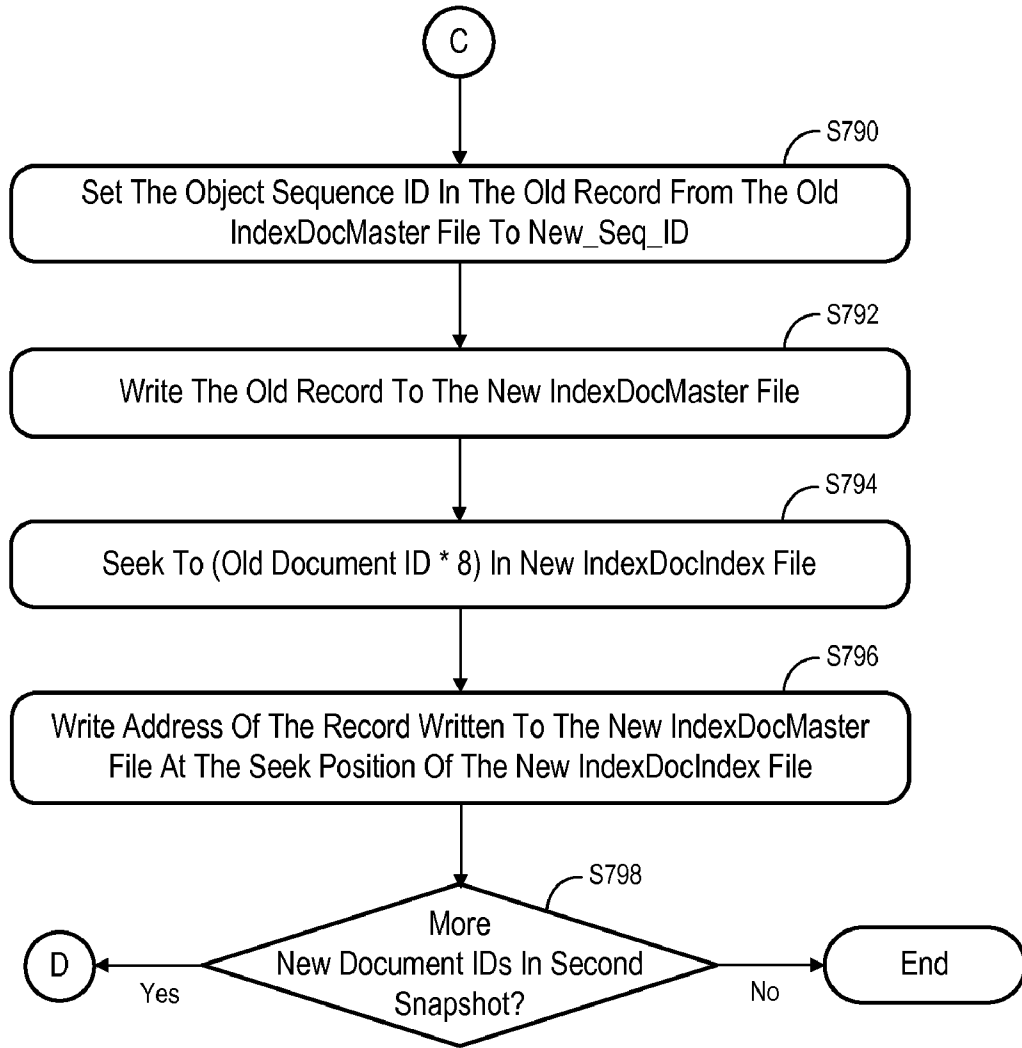 C
S790
Set The Object Sequence ID In The Old Record From The Old
IndexDocMaster File To New_Seq_ID
S792
Write The Old Record To The New IndexDocMaster File
S794
Seek To (Old Document ID * 8) In New IndexDocIndex File
S796
Write Address Of The Record Written To The New IndexDocMaster
File At The Seek Position Of The New IndexDocIndex File
S798
More
New Document IDs In Second
Snapshot?
D
Yes
No
End